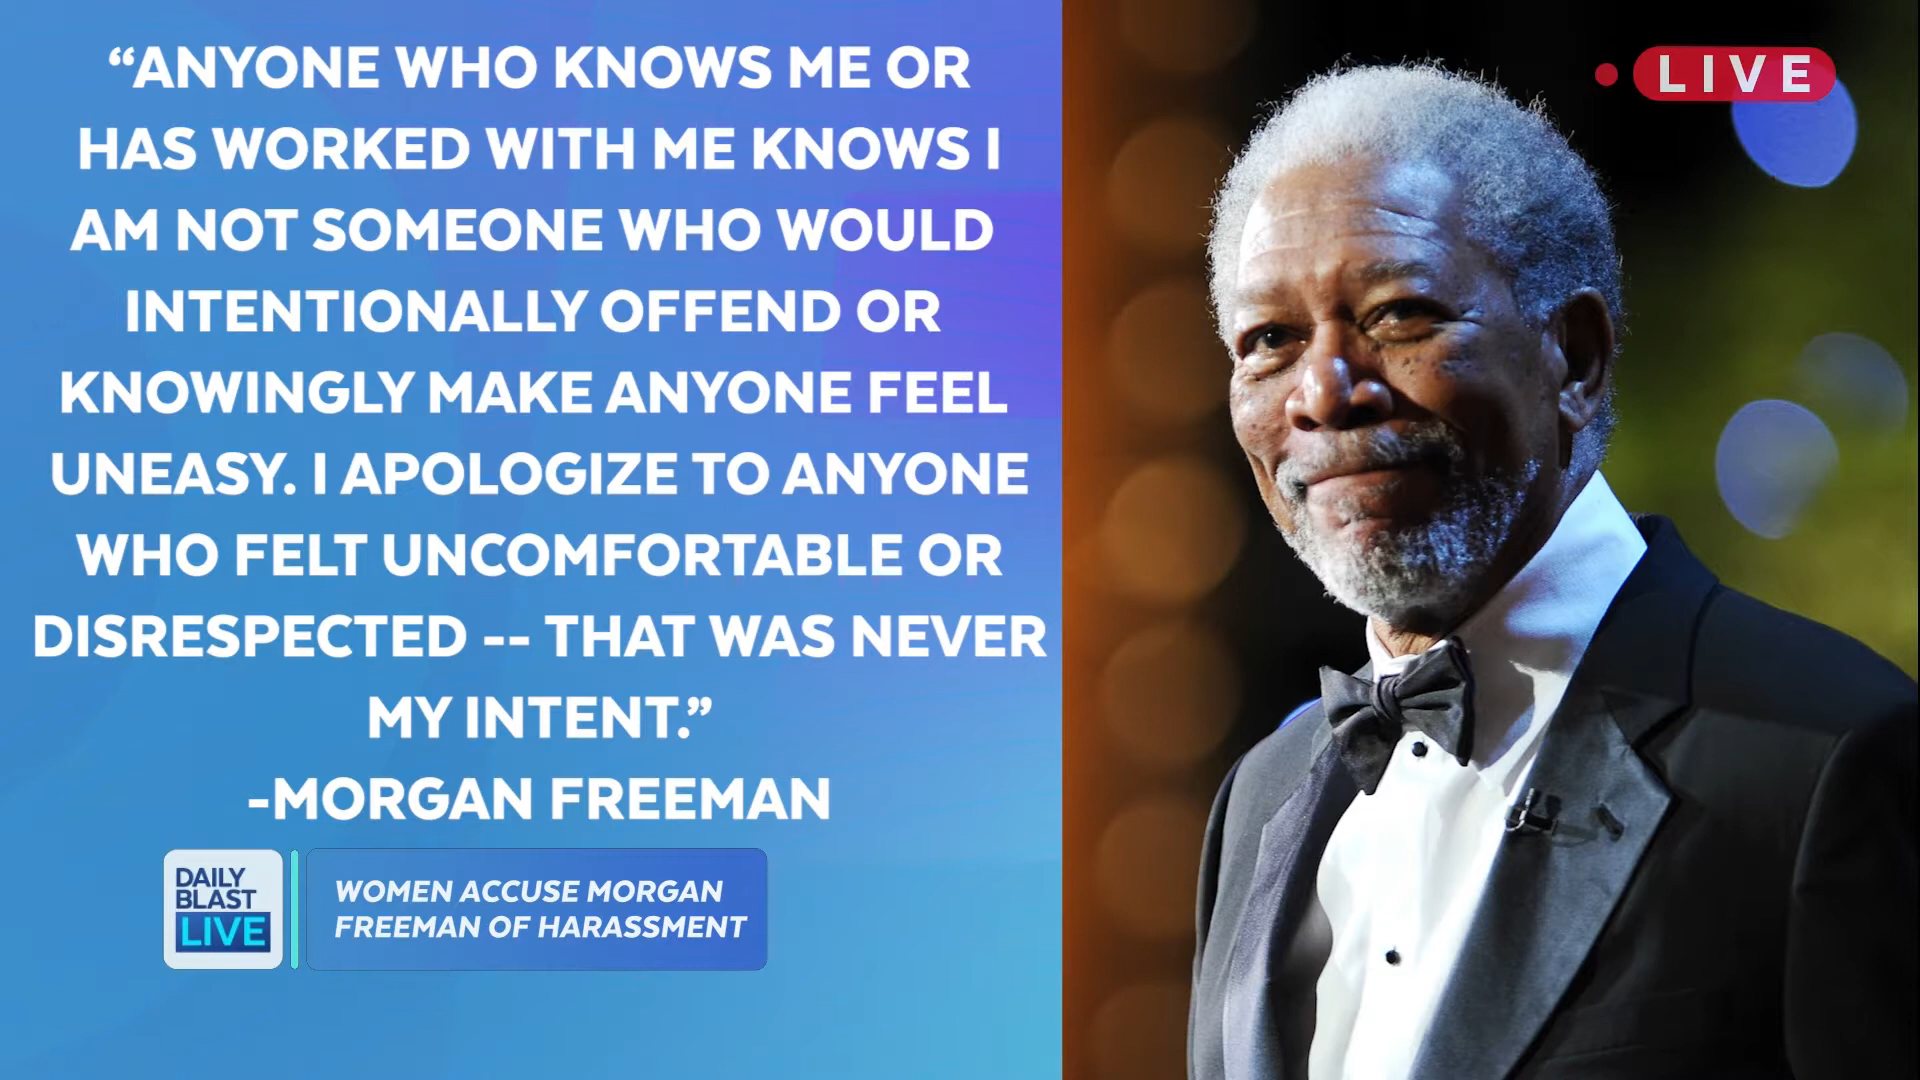 “ANYONE WHO KNOWS ME OR
HAS WORKED WITH ME KNOWS I
AM NOT SOMEONE WHO WOULD
INTENTIONALLY OFFEND OR
KNOWINGLY MAKE ANYONE FEEL
UNEASY. I APOLOGIZE TO ANYONE
WHO FELT UNCOMFORTABLE OR
DISRESPECTED -- THAT WAS NEVER
MY INTENT.”
-MORGAN FREEMAN
DAILY
BLAST
LIVE
WOMEN ACCUSE MORGAN
FREEMAN OF HARASSMENT
LIVE